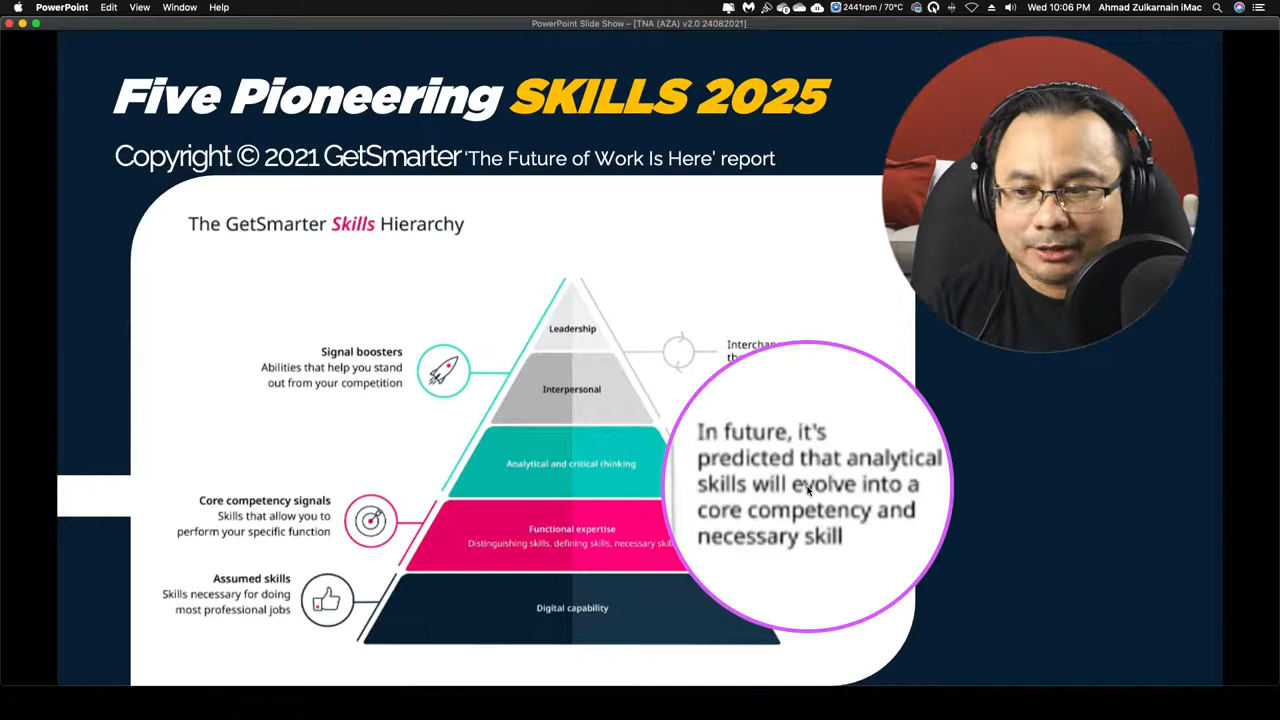 PowerPoint Edit View Window Help
2441rpm / 70°C
Wed 10:06 PM Ahmad Zulkarnain iMac
PowerPoint Slide Show – [TNA (AZA) v2.0 24082021]
Five Pioneering SKILLS 2025
Copyright © 2021 GetSmarter 'The Future of Work Is Here' report
The GetSmarter Skills Hierarchy
Leadership
Signal boosters
Abilities that help you stand
out from your competition
Interpersonal
Analytical and critical thinking
In future, it's
predicted that analytical
skills will evolve into a
core competency and
necessary skill
Core competency signals
Skills that allow you to
perform your specific function
Functional expertise
Distinguishing skills, defining skills, necessary
Assumed skills
Skills necessary for doing
most professional jobs
Digital capability